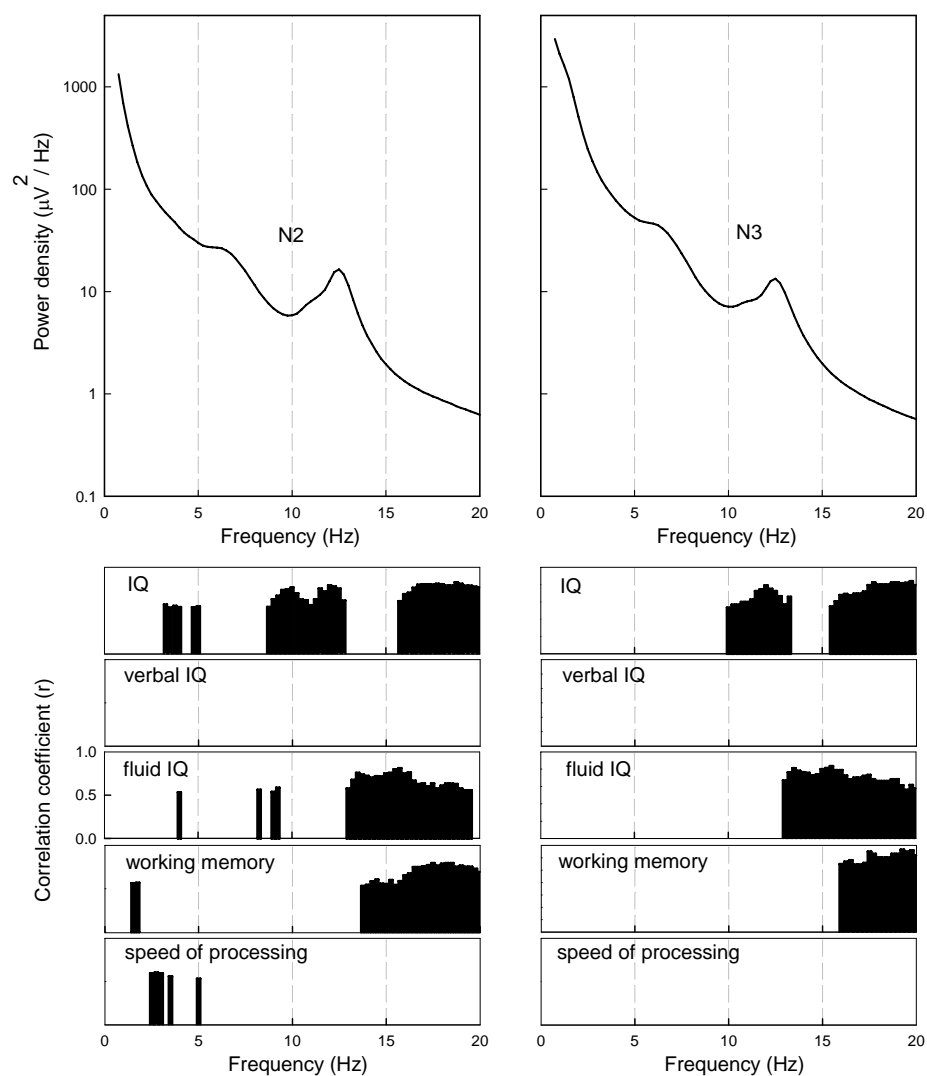 1000
100
10
1
0.1
Power density (µV 2 / Hz)
N2
0 5 10 15 20
Frequency (Hz)
N3
0 5 10 15 20
Frequency (Hz)
Correlation coefficient (r)
IQ
verbal IQ
1.0
fluid IQ
0.5
0.0
working memory
speed of processing
0 5 10 15 20
Frequency (Hz)
IQ
verbal IQ
fluid IQ
working memory
speed of processing
0 5 10 15 20
Frequency (Hz)